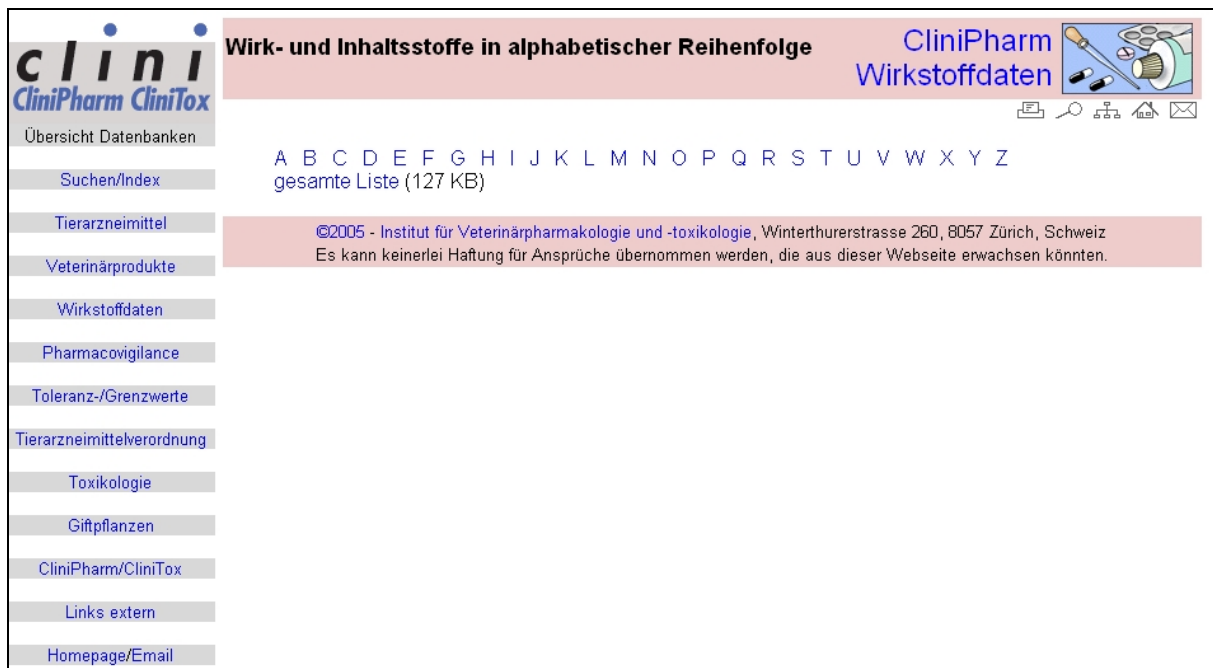 clini
CliniPharm CliniTox
Übersicht Datenbanken
Suchen/Index
Tierarzneimittel
Veterinärprodukte
Wirkstoffdaten
Pharmacovigilance
Toleranz-/Grenzwerte
Tierarzneimittelverordnung
Toxikologie
Giftpflanzen
CliniPharm/CliniTox
Links extern
Homepage/Email
Wirk- und Inhaltsstoffe in alphabetischer Reihenfolge
CliniPharm
Wirkstoffdaten
A B C D E F G H I J K L M N O P Q R S T U V W X Y Z
gesamte Liste (127 KB)
©2005 - Institut für Veterinärpharmakologie und -toxikologie, Winterthurerstrasse 260, 8057 Zürich, Schweiz
Es kann keinerlei Haftung für Ansprüche übernommen werden, die aus dieser Webseite erwachsen könnten.